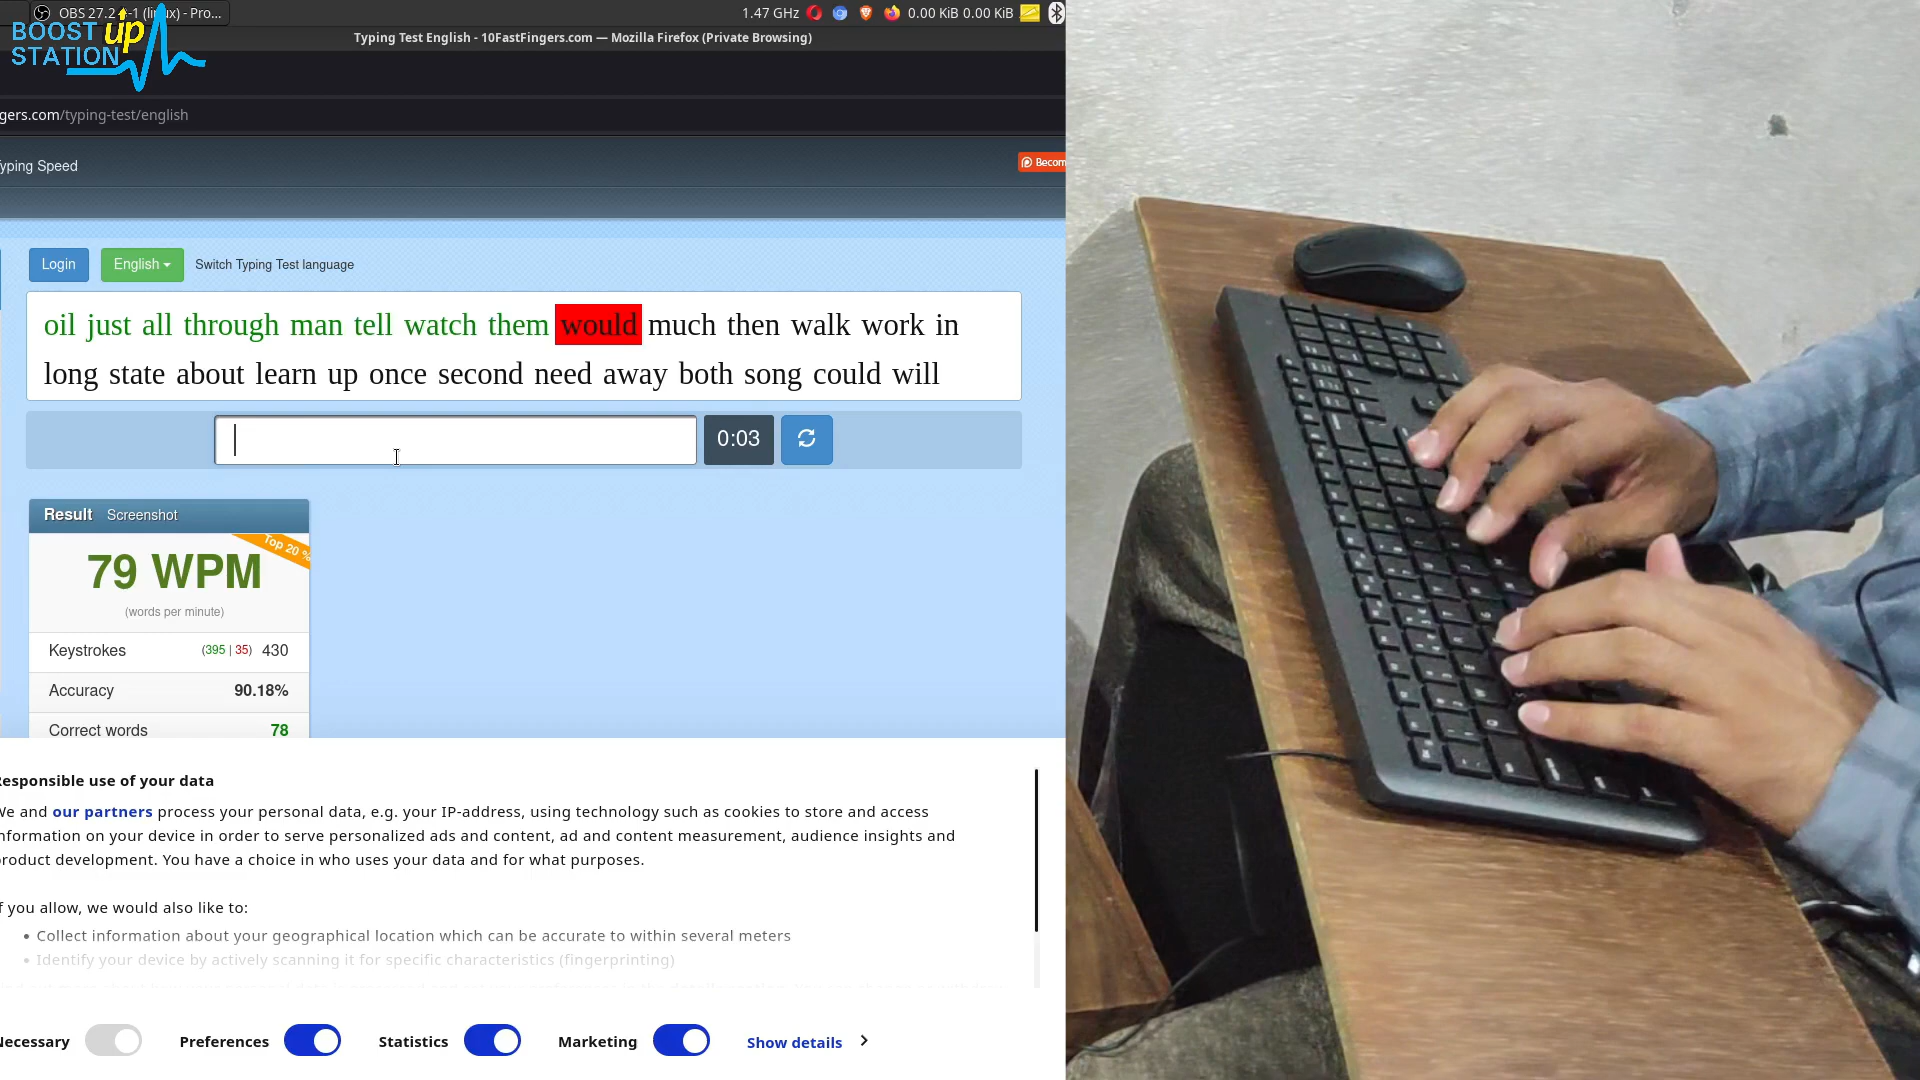 OBS 27.2
(linux) - Pro...
1.47 GHz
0.00 KiB 0.00 KiB
BOOST up
STATION
Typing Test English - 10FastFingers.com — Mozilla Firefox (Private Browsing)
gers.com/typing-test/english
yping Speed
Becom
Login
English
Switch Typing Test language
oil just all through man tell watch them would much then walk work in
long state about learn up once second need away both song could will
0:03
Result Screenshot
Top 20 %
79 WPM
(words per minute)
Keystrokes (395 | 35) 430
Accuracy 90.18%
Correct words 78
esponsible use of your data
We and our partners process your personal data, e.g. your IP-address, using technology such as cookies to store and access
nformation on your device in order to serve personalized ads and content, ad and content measurement, audience insights and
product development. You have a choice in who uses your data and for what purposes.
f you allow, we would also like to:
• Collect information about your geographical location which can be accurate to within several meters
• Identify your device by actively scanning it for specific characteristics (fingerprinting)
Necessary
Preferences
Statistics
Marketing
Show details